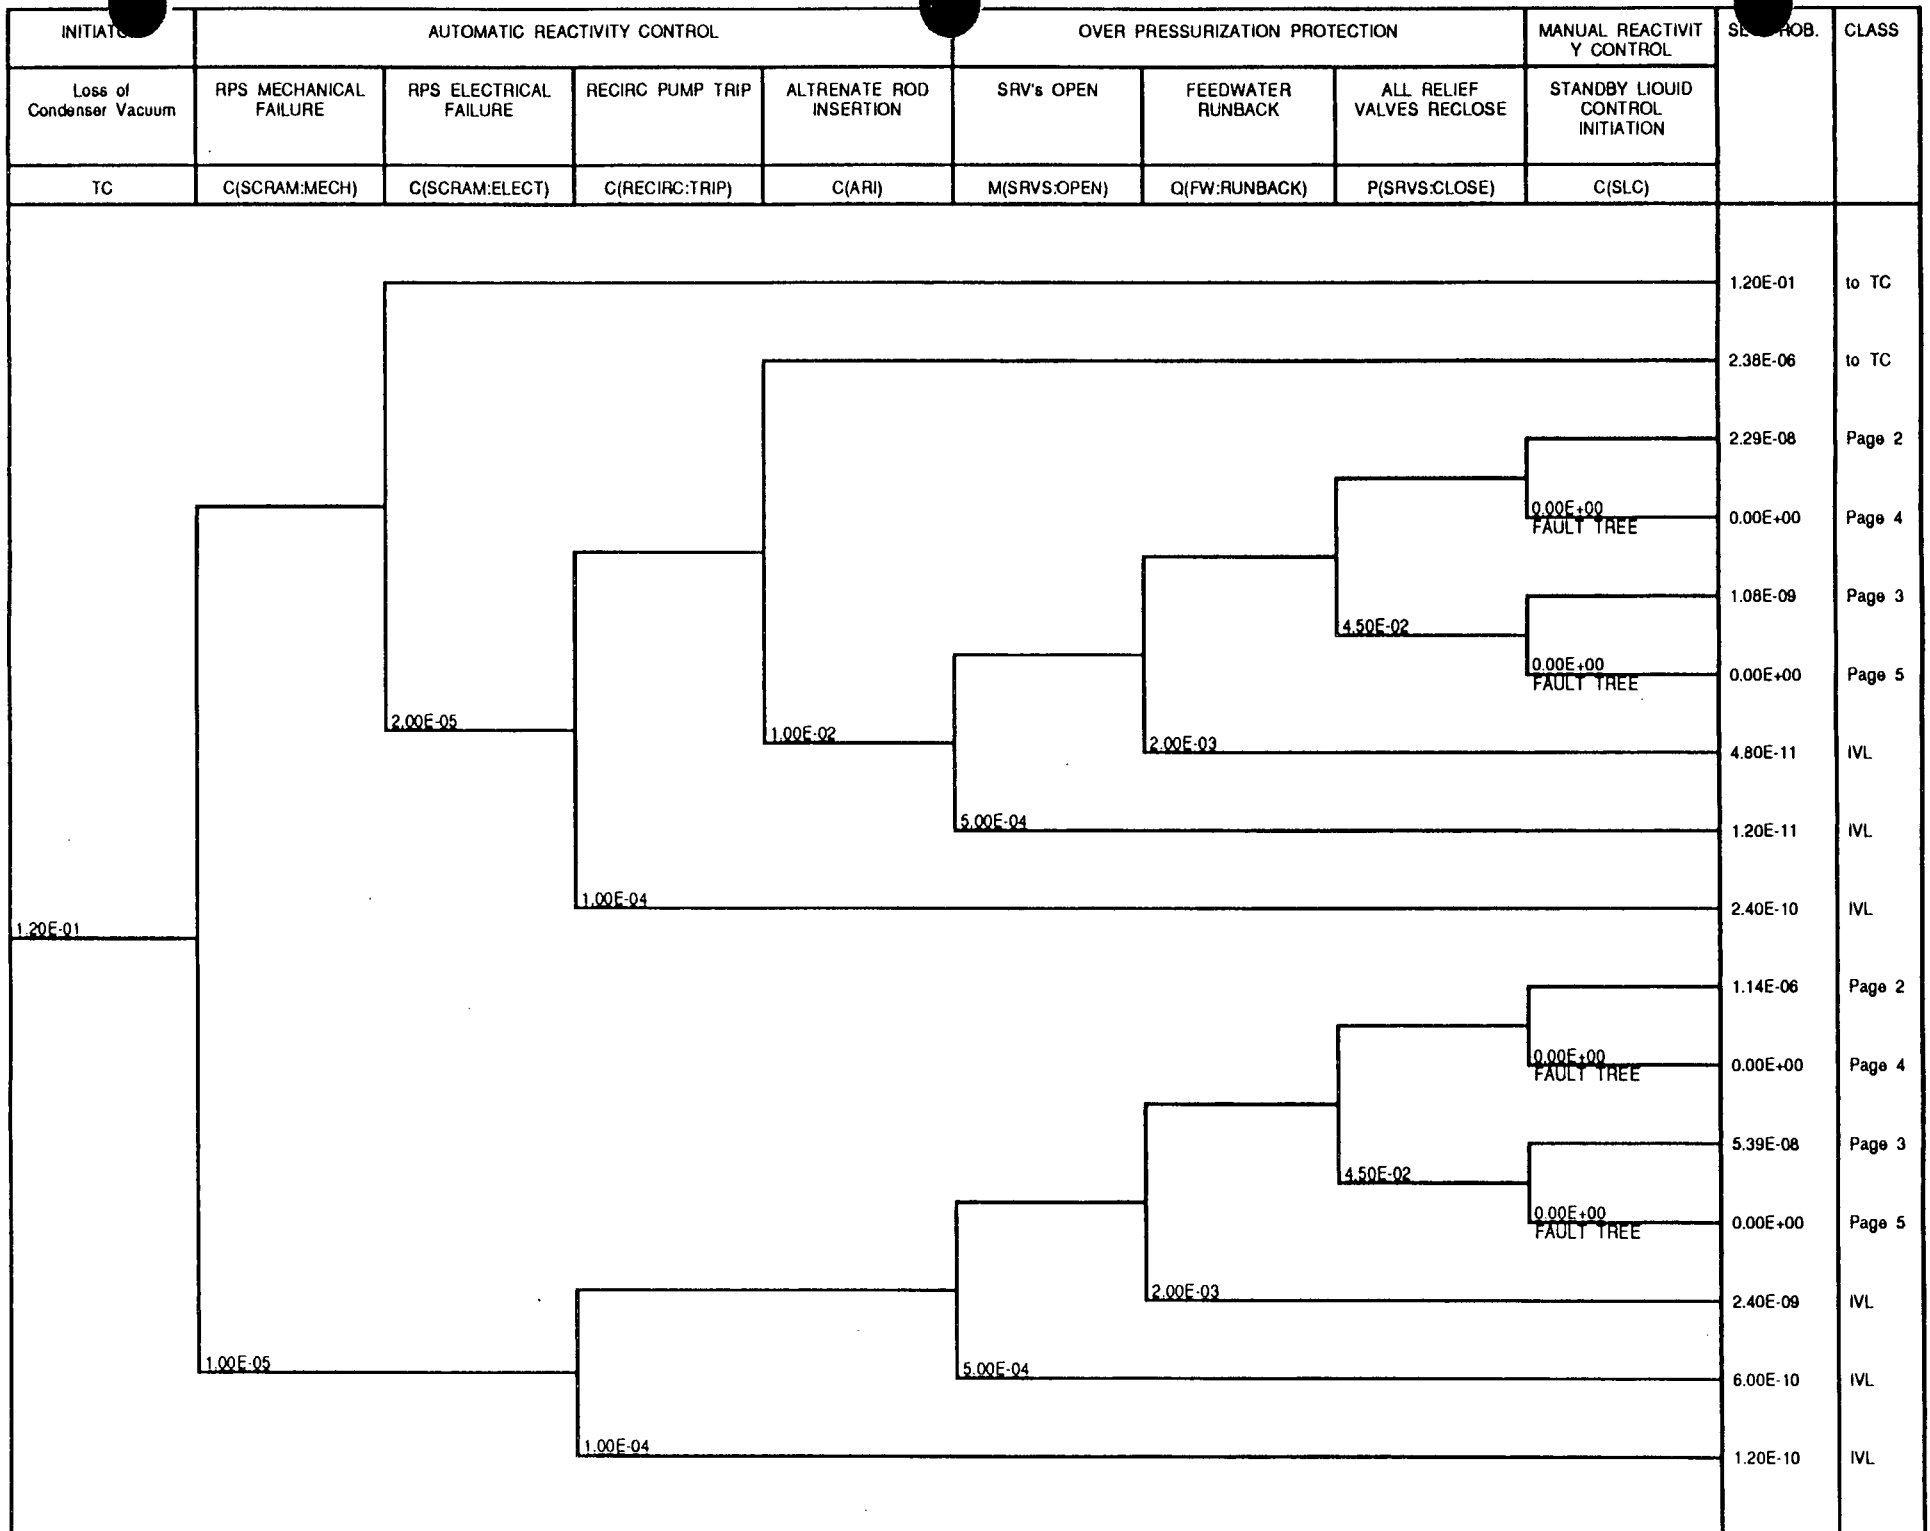 INITIATO
AUTOMATIC REACTIVITY CONTROL
OVER PRESSURIZATION PROTECTION
MANUAL REACTIVIT
Y CONTROL
CLASS
Loss of
Condenser Vacuum
RPS MECHANICAL
FAILURE
RPS ELECTRICAL
FAILURE
RECIRC PUMP TRIP
ALTRENATE ROD
INSERTION
SRV's OPEN
FEEDWATER
RUNBACK
ALL RELIEF
VALVES RECLOSE
STANDBY LIOUID
CONTROL
INITIATION
TC
C(SCRAM:MECH)
C(SCRAM:ELECT)
C(RECIRC:TRIP)
C(ARI)
M(SRVS:OPEN)
Q(FW:RUNBACK)
P(SRVS:CLOSE)
C(SLC)
1.20E-01 to TC
2.38E-06 to TC
2.29E-08 Page 2
0.00E+00
FAULT TREE
0.00E+00 Page 4
1.08E-09 Page 3
4.50E-02
0.00E+00
FAULT TREE
0.00E+00 Page 5
2.00E-05
1.00E-02
2.00E-03
4.80E-11 IVL
5.00E-04
1.20E-11 IVL
1.00E-04
2.40E-10 IVL
1.20E-01
1.14E-06 Page 2
0.00E+00
FAULT TREE
0.00E+00 Page 4
5.39E-08 Page 3
4.50E-02
0.00E+00
FAULT TREE
0.00E+00 Page 5
2.00E-03
2.40E-09 IVL
1.00E-05
5.00E-04
6.00E-10 IVL
1.00E-04
1.20E-10 IVL